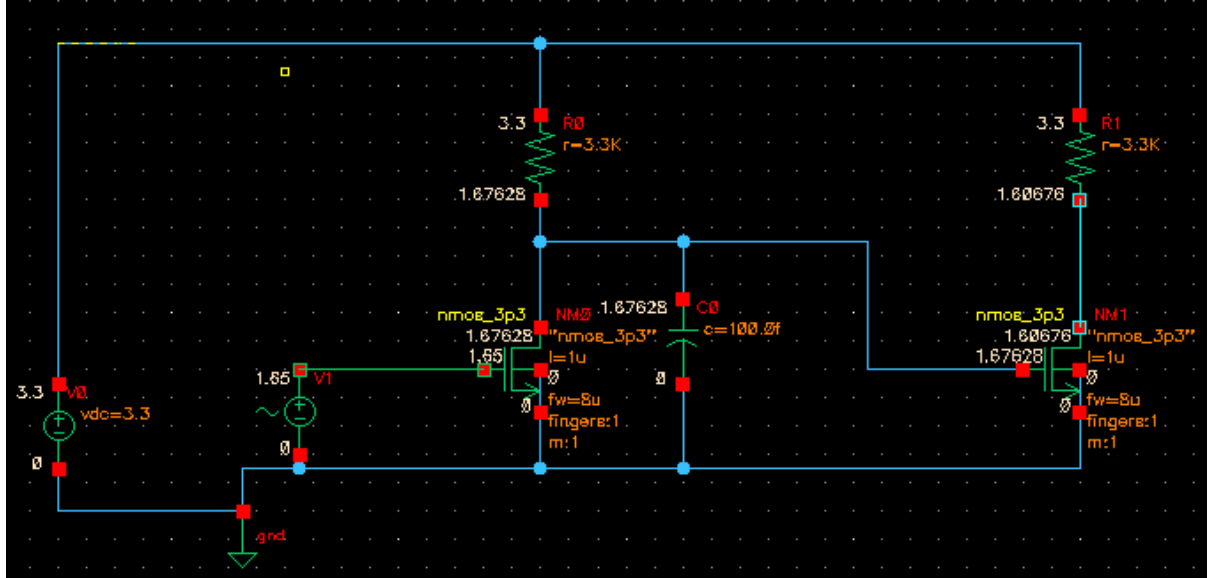 3.3 R0
r=3.3K
1.67628
3.3 R1
r=3.3K
1.60676
nmos_3p3 NM0
1.67628 "nmos_3p3"
1.65 l=1u
0
0 fw=8u
fingers:1
m:1
1.67628 C0
c=100.0f
0
nmos_3p3 NM1
1.60676 "nmos_3p3"
1.67628 l=1u
0
0 fw=8u
fingers:1
m:1
1.65 V1
0
3.3 V0
vdc=3.3
0
gnd